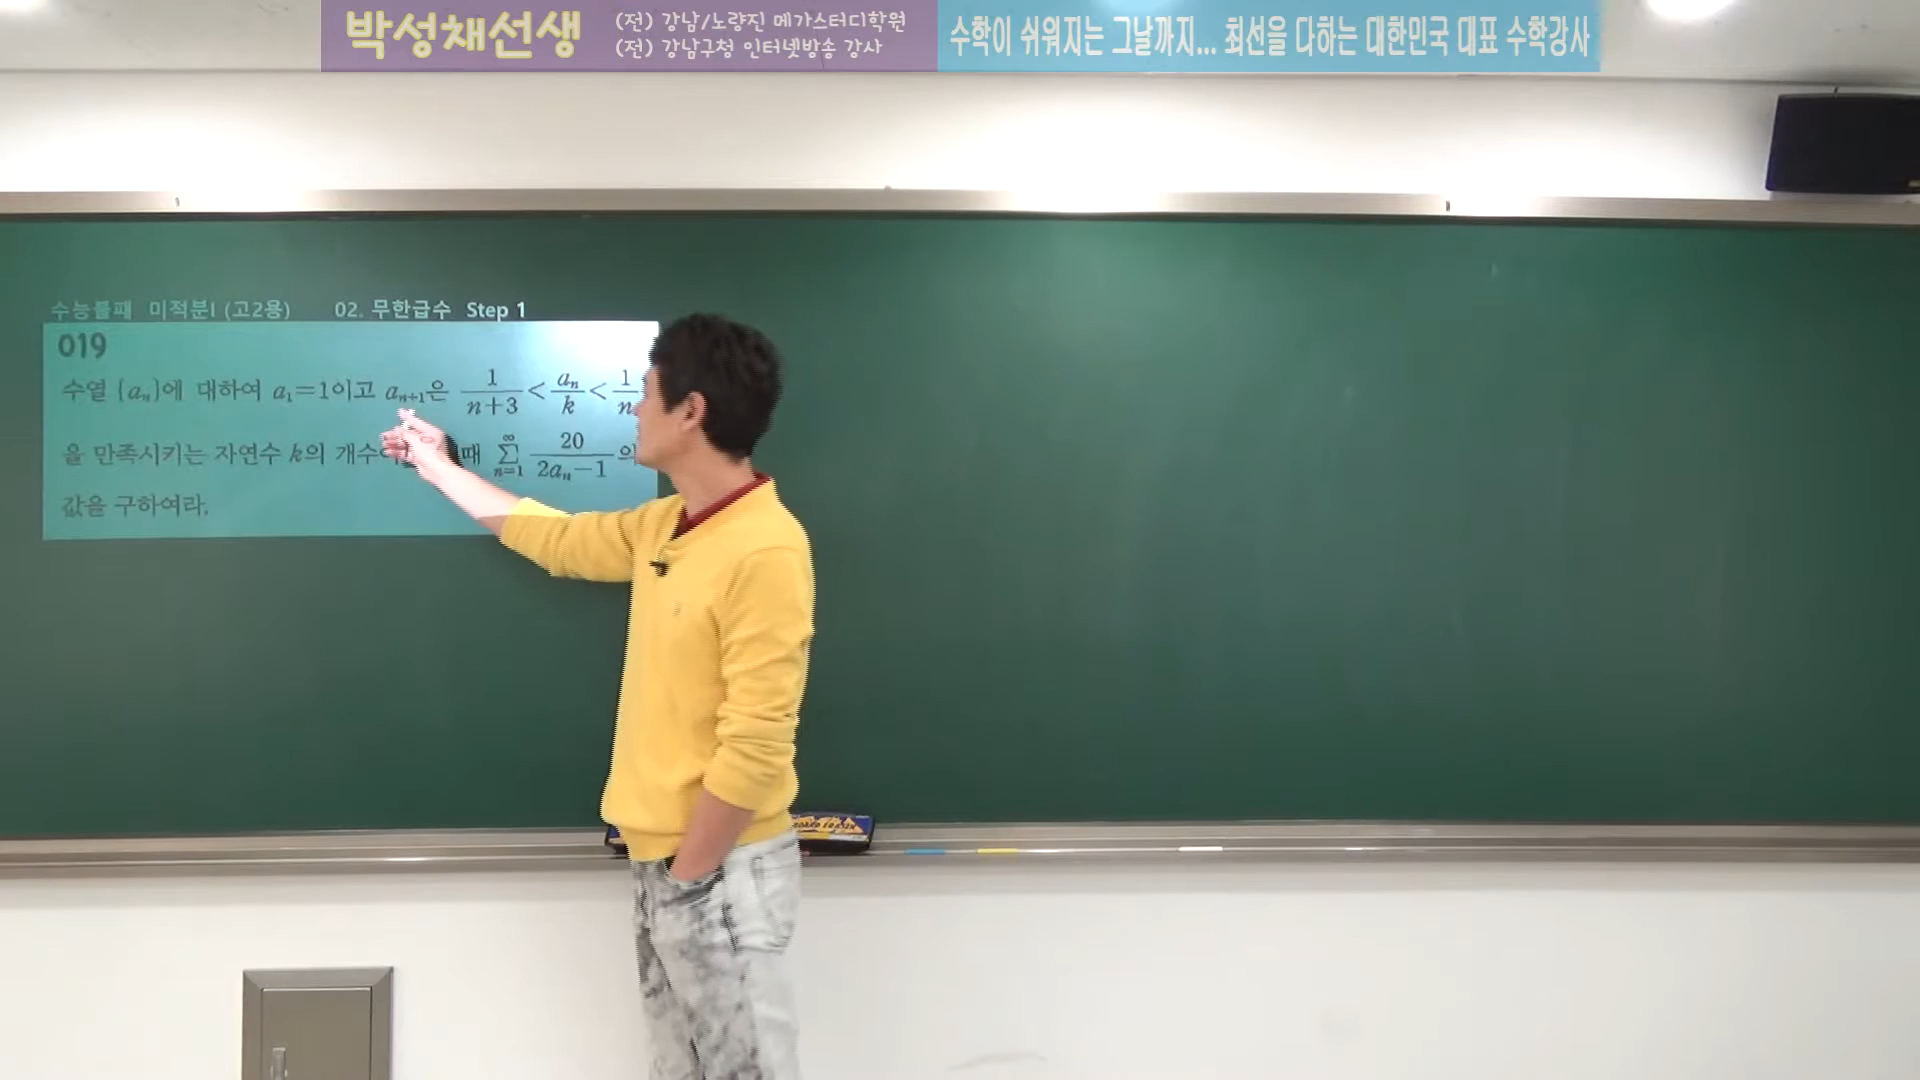 박성채선생
(전) 강남/노량진 메가스터디학원
(전) 강남구청 인터넷방송 강사
수학이 쉬워지는 그날까지... 최선을 다하는 대한민국 대표 수학강사
수능불패 미적분I (고2용) 02. 무한급수 Step 1
019
수열 {aₙ}에 대하여 a₁=1이고 aₙ₊₁은 1/(n+3) < aₙ/k < 1/n
을 만족시키는 자연수 k의 개수 때 ∑_{n=1}^{∞} 20/(2aₙ−1) 의
값을 구하여라.